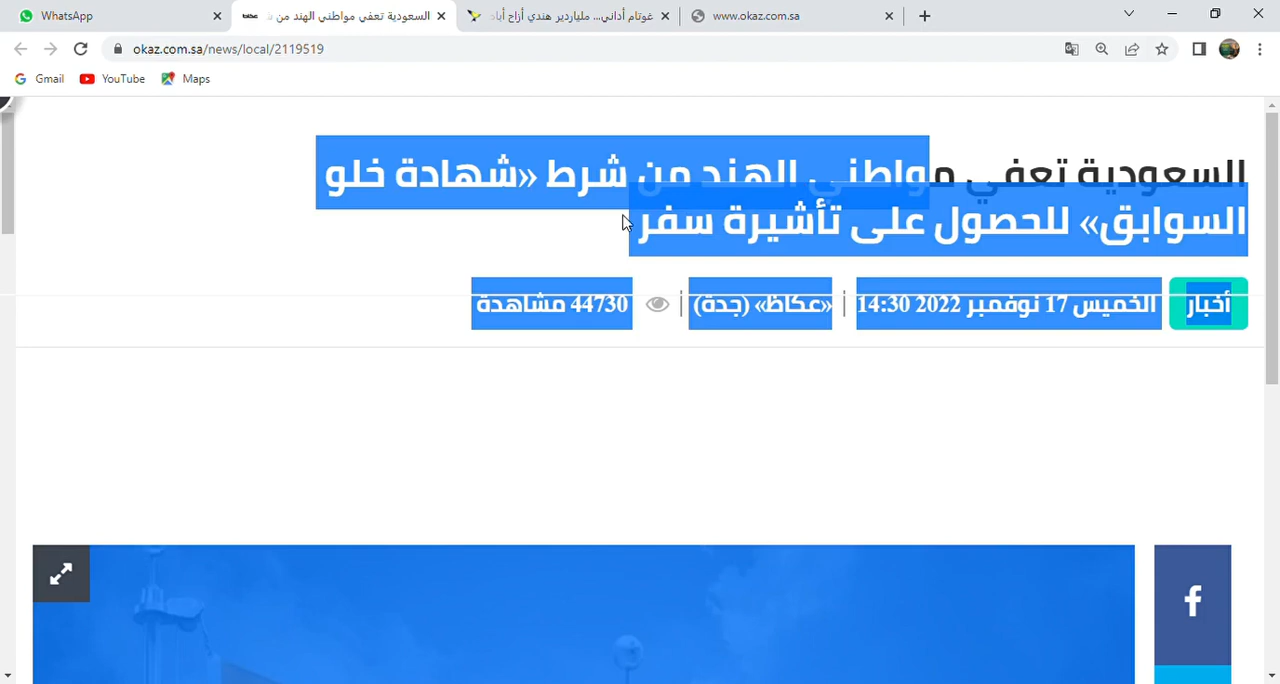 WhatsApp
السعودية تعفي مواطني الهند من
غوتام أداني... ملياردير هندي أزاح
www.okaz.com.sa
okaz.com.sa/news/local/2119519
Gmail
YouTube
Maps
السعودية تعفي مواطني الهند من شرط «شهادة خلو
السوابق» للحصول على تأشيرة سفر
أخبار
الخميس 17 نوفمبر 2022 14:30 | «عكاظ» (جدة) | 44730 مشاهدة